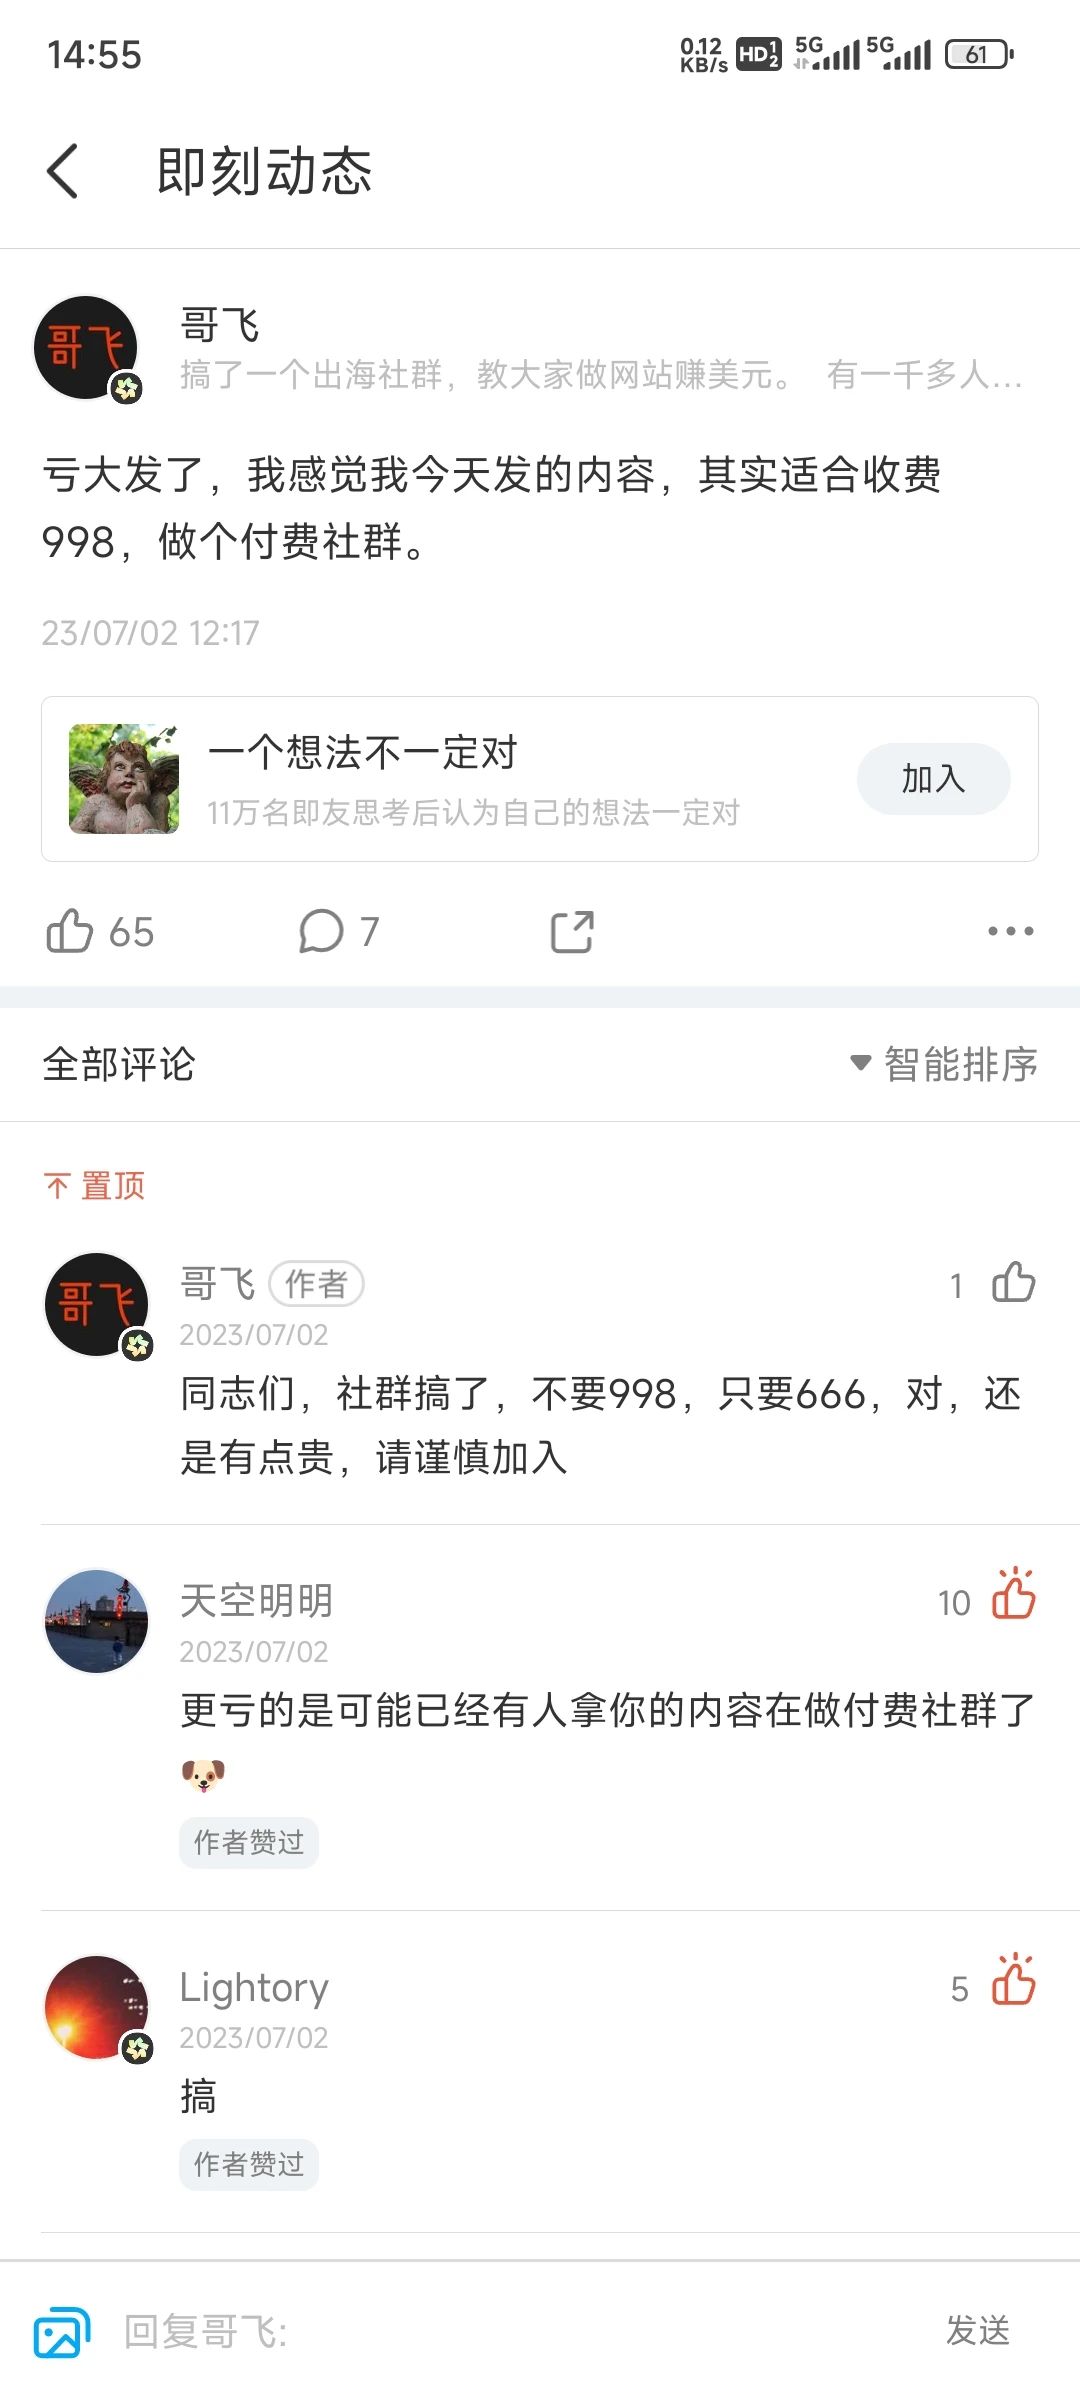 14:55
0.12 KB/s HD 1 2 5G 5G 61
即刻动态
哥飞
哥飞
搞了一个出海社群，教大家做网站赚美元。 有一千多人...
亏大发了，我感觉我今天发的内容，其实适合收费
998，做个付费社群。
23/07/02 12:17
一个想法不一定对
11万名即友思考后认为自己的想法一定对
加入
65
7
全部评论
智能排序
置顶
哥飞
哥飞 作者
1
2023/07/02
同志们，社群搞了，不要998，只要666，对，还
是有点贵，请谨慎加入
天空明明
10
2023/07/02
更亏的是可能已经有人拿你的内容在做付费社群了
🐶
作者赞过
Lightory
5
2023/07/02
搞
作者赞过
回复哥飞:
发送